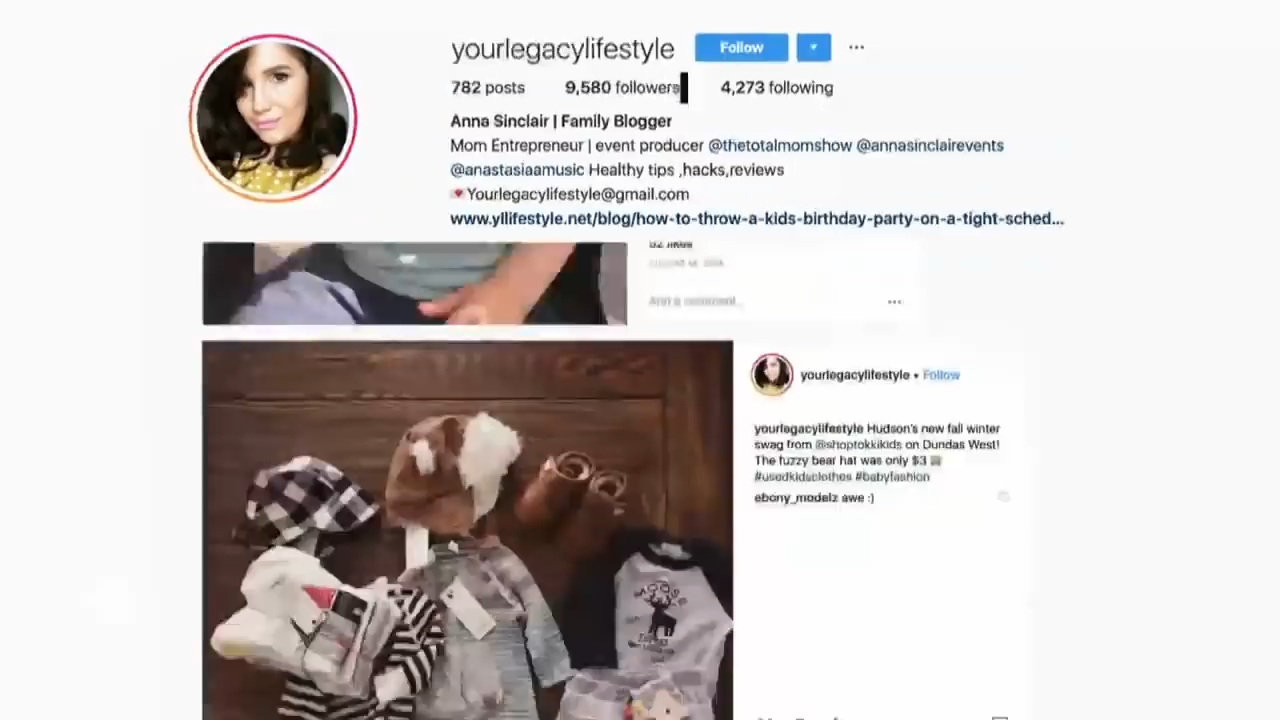 yourlegacylifestyle Follow
782 posts 9,580 followers 4,273 following
Anna Sinclair | Family Blogger
Mom Entrepreneur | event producer @thetotalmomshow @annasinclairevents
@anastasiaamusic Healthy tips ,hacks,reviews
Yourlegacylifestyle@gmail.com
www.yllifestyle.net/blog/how-to-throw-a-kids-birthday-party-on-a-tight-sched...
Add a comment...
yourlegacylifestyle • Follow
yourlegacylifestyle Hudson's new fall winter
swag from @shoptokkikids on Dundas West!
The fuzzy bear hat was only $3
#usedkidsclothes #babyfashion
ebony_modelz awe :)
MOOSE